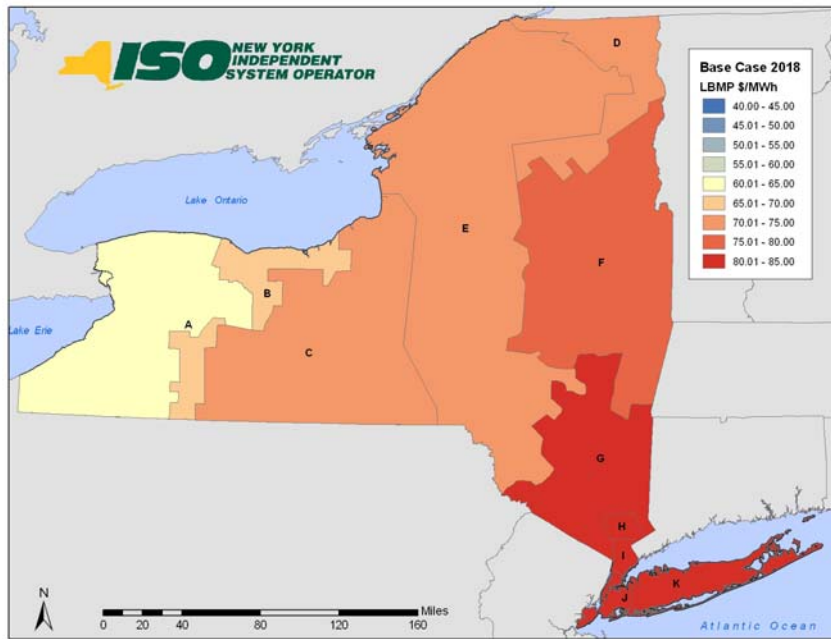 ISO NEW YORK
INDEPENDENT
SYSTEM OPERATOR
Base Case 2018
LBMP $/MWh
40.00 - 45.00
45.01 - 50.00
50.01 - 55.00
55.01 - 60.00
60.01 - 65.00
65.01 - 70.00
70.01 - 75.00
75.01 - 80.00
80.01 - 85.00
D
Lake Ontario
E
F
B
A
Lake Erie
C
G
H
I
K
J
N
Miles
0 20 40 80 120 160
Atlantic Ocean